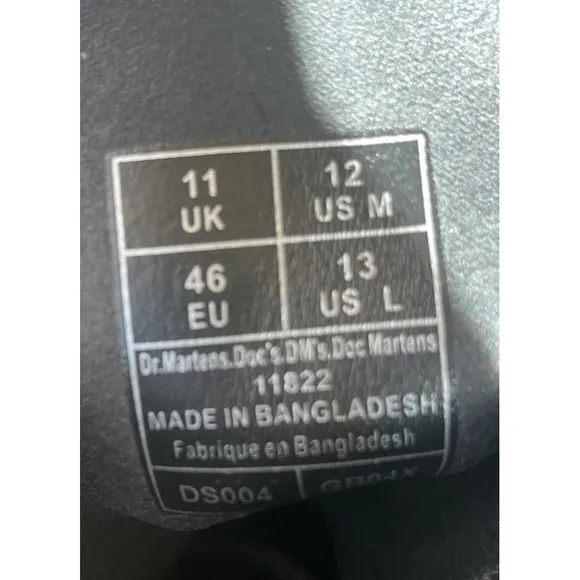 11 12
UK US M
46 13
EU US L
Dr.Martens.Doc's.DM's.Doc Martens
11822
MADE IN BANGLADESH
Fabrique en Bangladesh
DS004 GB04X